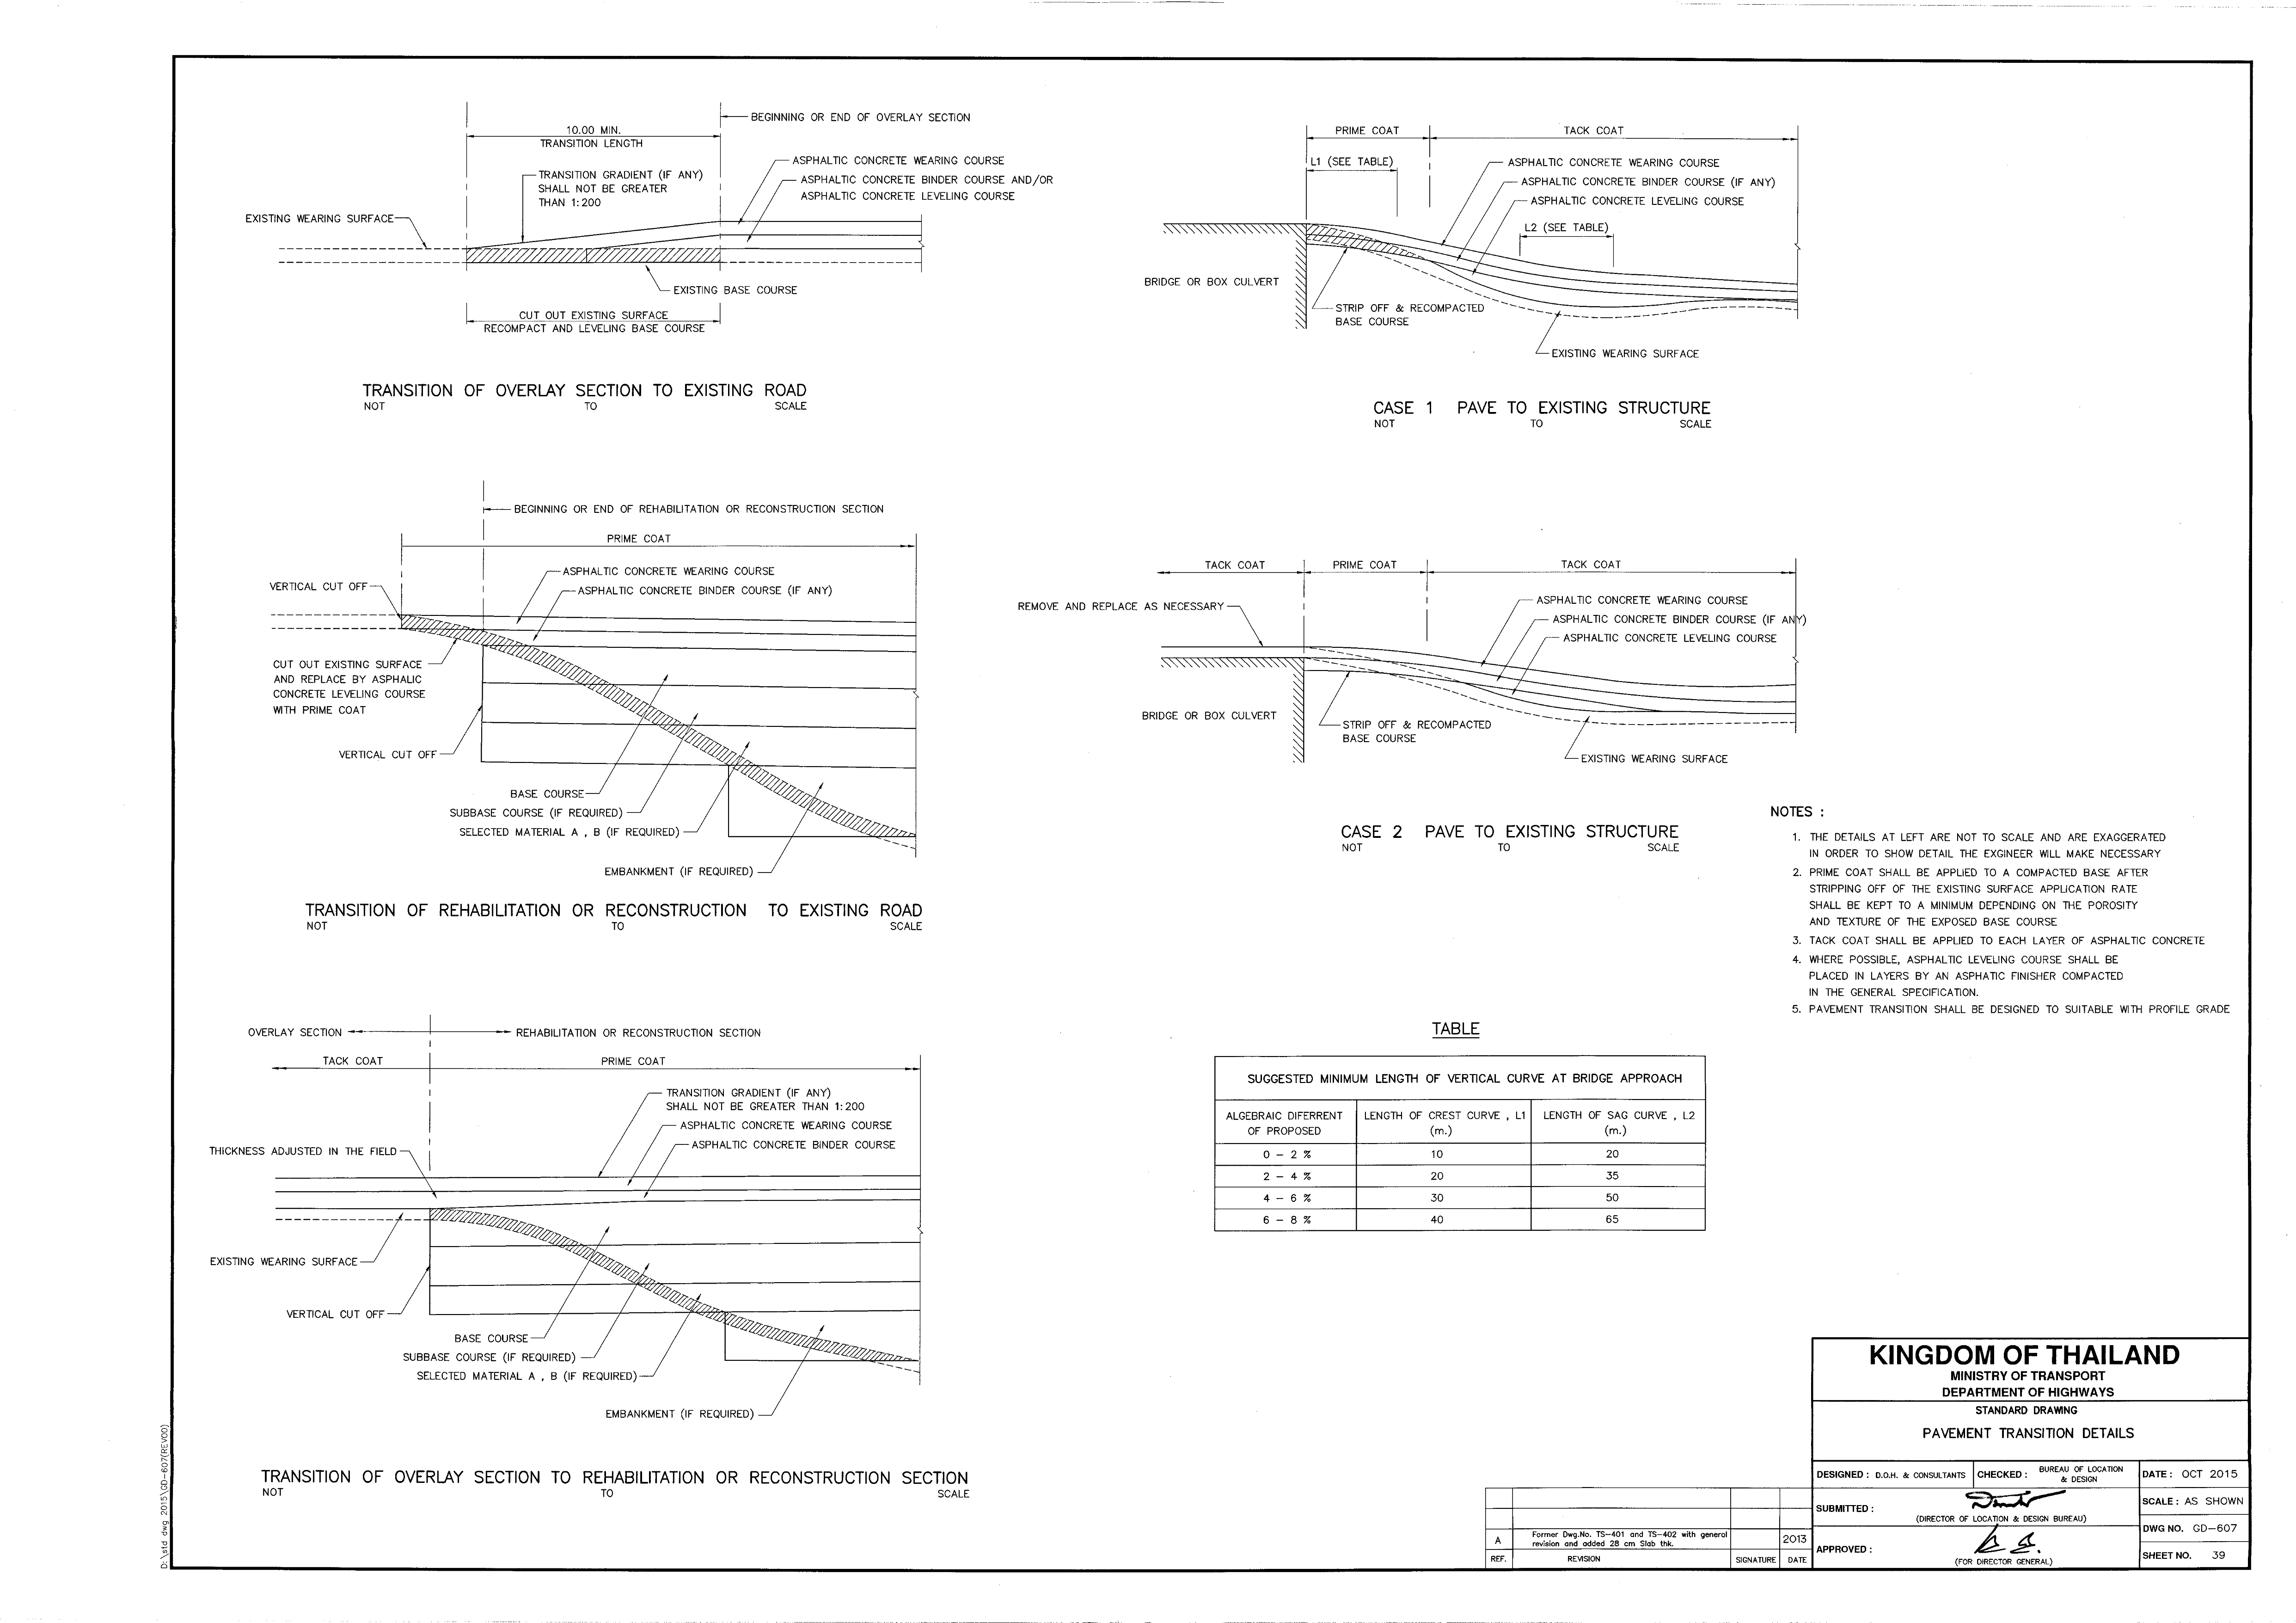 BEGINNING OR END OF OVERLAY SECTION
10.00 MIN.
TRANSITION LENGTH
ASPHALTIC CONCRETE WEARING COURSE
TRANSITION GRADIENT (IF ANY)
SHALL NOT BE GREATER
THAN 1:200
ASPHALTIC CONCRETE BINDER COURSE AND/OR
ASPHALTIC CONCRETE LEVELING COURSE
EXISTING WEARING SURFACE
EXISTING BASE COURSE
CUT OUT EXISTING SURFACE
RECOMPACT AND LEVELING BASE COURSE
TRANSITION OF OVERLAY SECTION TO EXISTING ROAD
NOT TO SCALE
PRIME COAT
TACK COAT
L1 (SEE TABLE)
ASPHALTIC CONCRETE WEARING COURSE
ASPHALTIC CONCRETE BINDER COURSE (IF ANY)
ASPHALTIC CONCRETE LEVELING COURSE
L2 (SEE TABLE)
BRIDGE OR BOX CULVERT
STRIP OFF & RECOMPACTED
BASE COURSE
EXISTING WEARING SURFACE
CASE 1 PAVE TO EXISTING STRUCTURE
NOT TO SCALE
BEGINNING OR END OF REHABILITATION OR RECONSTRUCTION SECTION
PRIME COAT
ASPHALTIC CONCRETE WEARING COURSE
VERTICAL CUT OFF
ASPHALTIC CONCRETE BINDER COURSE (IF ANY)
CUT OUT EXISTING SURFACE
AND REPLACE BY ASPHALIC
CONCRETE LEVELING COURSE
WITH PRIME COAT
VERTICAL CUT OFF
BASE COURSE
SUBBASE COURSE (IF REQUIRED)
SELECTED MATERIAL A , B (IF REQUIRED)
EMBANKMENT (IF REQUIRED)
TRANSITION OF REHABILITATION OR RECONSTRUCTION TO EXISTING ROAD
NOT TO SCALE
TACK COAT
PRIME COAT
TACK COAT
REMOVE AND REPLACE AS NECESSARY
ASPHALTIC CONCRETE WEARING COURSE
ASPHALTIC CONCRETE BINDER COURSE (IF ANY)
ASPHALTIC CONCRETE LEVELING COURSE
BRIDGE OR BOX CULVERT
STRIP OFF & RECOMPACTED
BASE COURSE
EXISTING WEARING SURFACE
CASE 2 PAVE TO EXISTING STRUCTURE
NOT TO SCALE
NOTES :
1. THE DETAILS AT LEFT ARE NOT TO SCALE AND ARE EXAGGERATED
IN ORDER TO SHOW DETAIL THE EXGINEER WILL MAKE NECESSARY
2. PRIME COAT SHALL BE APPLIED TO A COMPACTED BASE AFTER
STRIPPING OFF OF THE EXISTING SURFACE APPLICATION RATE
SHALL BE KEPT TO A MINIMUM DEPENDING ON THE POROSITY
AND TEXTURE OF THE EXPOSED BASE COURSE
3. TACK COAT SHALL BE APPLIED TO EACH LAYER OF ASPHALTIC CONCRETE
4. WHERE POSSIBLE, ASPHALTIC LEVELING COURSE SHALL BE
PLACED IN LAYERS BY AN ASPHATIC FINISHER COMPACTED
IN THE GENERAL SPECIFICATION.
5. PAVEMENT TRANSITION SHALL BE DESIGNED TO SUITABLE WITH PROFILE GRADE
OVERLAY SECTION
REHABILITATION OR RECONSTRUCTION SECTION
TACK COAT
PRIME COAT
TRANSITION GRADIENT (IF ANY)
SHALL NOT BE GREATER THAN 1:200
ASPHALTIC CONCRETE WEARING COURSE
ASPHALTIC CONCRETE BINDER COURSE
THICKNESS ADJUSTED IN THE FIELD
EXISTING WEARING SURFACE
VERTICAL CUT OFF
BASE COURSE
SUBBASE COURSE (IF REQUIRED)
SELECTED MATERIAL A , B (IF REQUIRED)
EMBANKMENT (IF REQUIRED)
TRANSITION OF OVERLAY SECTION TO REHABILITATION OR RECONSTRUCTION SECTION
NOT TO SCALE
TABLE
SUGGESTED MINIMUM LENGTH OF VERTICAL CURVE AT BRIDGE APPROACH
ALGEBRAIC DIFERRENT OF PROPOSED LENGTH OF CREST CURVE , L1 (m.) LENGTH OF SAG CURVE , L2 (m.)
0 – 2 % 10 20
2 – 4 % 20 35
4 – 6 % 30 50
6 – 8 % 40 65
KINGDOM OF THAILAND
MINISTRY OF TRANSPORT
DEPARTMENT OF HIGHWAYS
STANDARD DRAWING
PAVEMENT TRANSITION DETAILS
DESIGNED : D.O.H. & CONSULTANTS CHECKED : BUREAU OF LOCATION & DESIGN DATE : OCT 2015
SUBMITTED :
(DIRECTOR OF LOCATION & DESIGN BUREAU)
SCALE : AS SHOWN
DWG NO. GD-607
APPROVED :
(FOR DIRECTOR GENERAL)
SHEET NO. 39
A Former Dwg.No. TS-401 and TS-402 with general
revision and added 28 cm Slab thk. 2013
REF. REVISION SIGNATURE DATE
D:\std dwg 2015\GD-607(REV00)